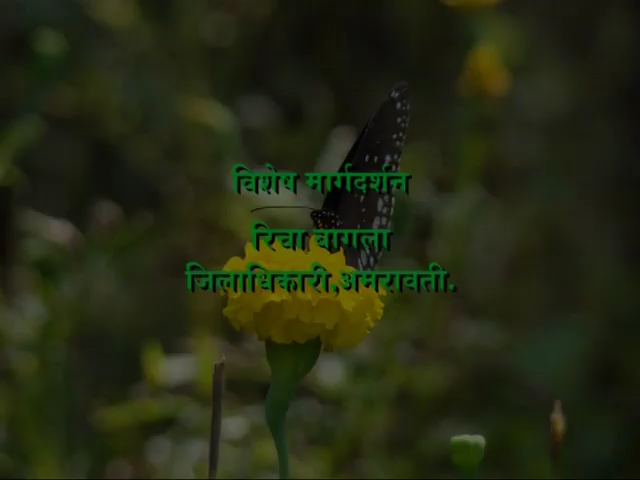 विशेष मार्गदर्शन
रिचा बागला
जिलाधिकारी,अमरावती.